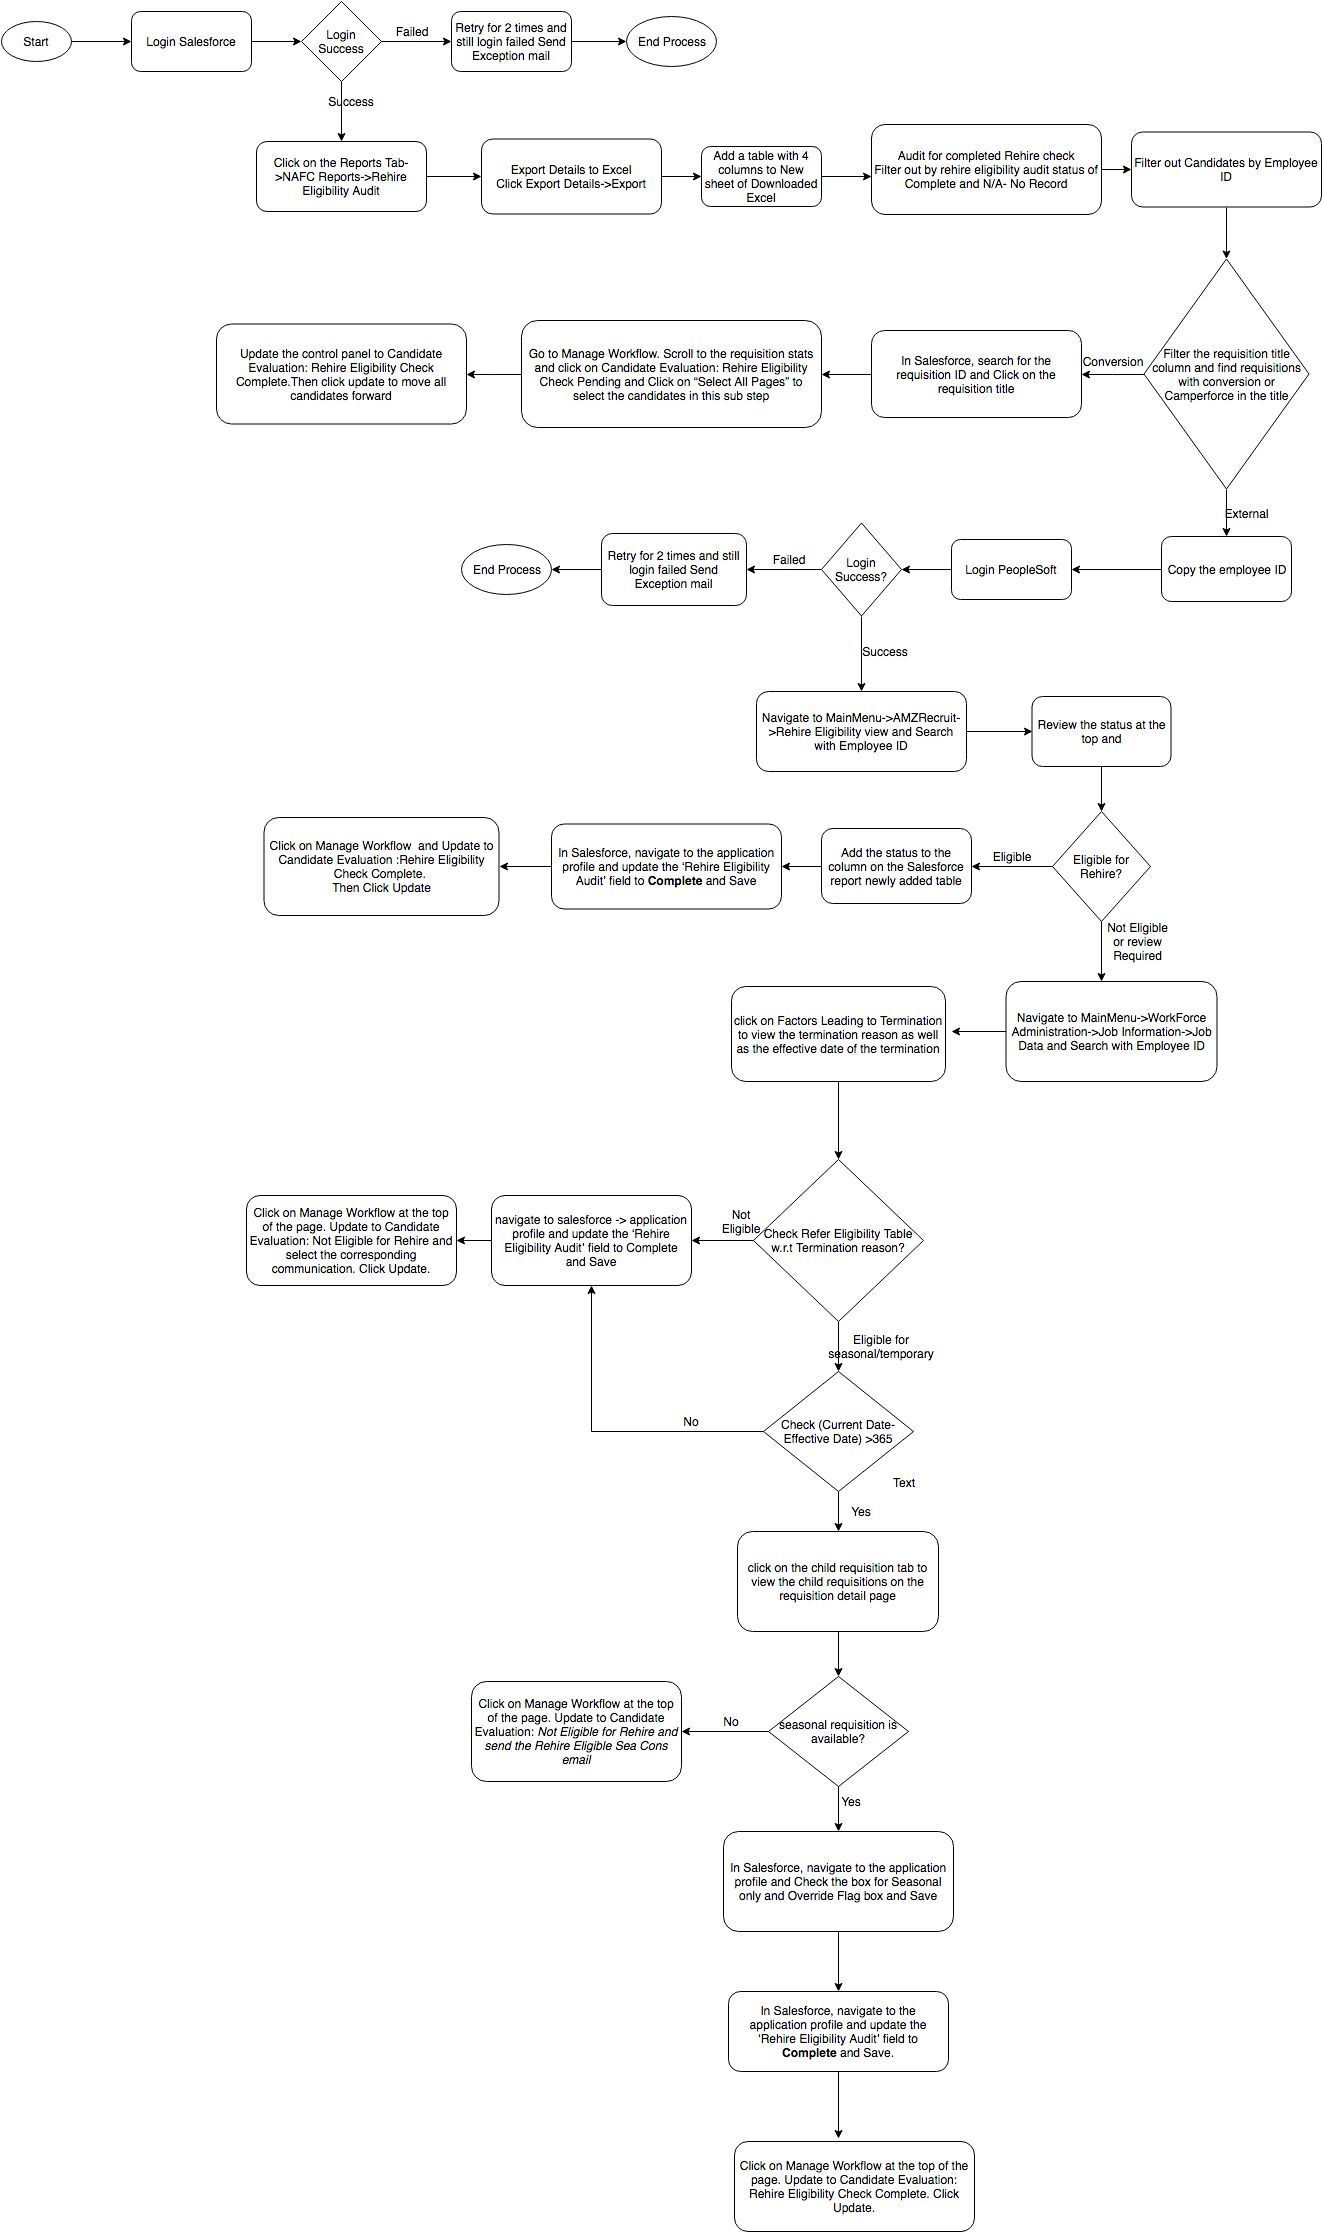 Start
Login Salesforce
Login
Success
Failed
Retry for 2 times and
still login failed Send
Exception mail
End Process
Success
Click on the Reports Tab-
>NAFC Reports->Rehire
Eligibility Audit
Export Details to Excel
Click Export Details->Export
Add a table with 4
columns to New
sheet of Downloaded
Excel
Audit for completed Rehire check
Filter out by rehire eligibility audit status of
Complete and N/A- No Record
Filter out Candidates by Employee
ID
Filter the requisition title
column and find requisitions
with conversion or
Camperforce in the title
Conversion
In Salesforce, search for the
requisition ID and Click on the
requisition title
Go to Manage Workflow. Scroll to the requisition stats
and click on Candidate Evaluation: Rehire Eligibility
Check Pending and Click on “Select All Pages” to
select the candidates in this sub step
Update the control panel to Candidate
Evaluation: Rehire Eligibility Check
Complete.Then click update to move all
candidates forward
External
Copy the employee ID
Login PeopleSoft
Login
Success?
Failed
Retry for 2 times and still
login failed Send
Exception mail
End Process
Success
Navigate to MainMenu->AMZRecruit-
>Rehire Eligibility view and Search
with Employee ID
Review the status at the
top and
Eligible for
Rehire?
Eligible
Add the status to the
column on the Salesforce
report newly added table
In Salesforce, navigate to the application
profile and update the ‘Rehire Eligibility
Audit’ field to Complete and Save
Click on Manage Workflow  and Update to
Candidate Evaluation :Rehire Eligibility
Check Complete.
Then Click Update
Not Eligible
or review
Required
Navigate to MainMenu->WorkForce
Administration->Job Information->Job
Data and Search with Employee ID
click on Factors Leading to Termination
to view the termination reason as well
as the effective date of the termination
Check Refer Eligibility Table
w.r.t Termination reason?
Not
Eligible
navigate to salesforce -> application
profile and update the ‘Rehire
Eligibility Audit’ field to Complete
and Save
Click on Manage Workflow at the top
of the page. Update to Candidate
Evaluation: Not Eligible for Rehire and
select the corresponding
communication. Click Update.
Eligible for
seasonal/temporary
Check (Current Date-
Effective Date) >365
No
Text
Yes
click on the child requisition tab to
view the child requisitions on the
requisition detail page
seasonal requisition is
available?
No
Click on Manage Workflow at the top
of the page. Update to Candidate
Evaluation: Not Eligible for Rehire and
send the Rehire Eligible Sea Cons
email
Yes
In Salesforce, navigate to the application
profile and Check the box for Seasonal
only and Override Flag box and Save
In Salesforce, navigate to the
application profile and update the
‘Rehire Eligibility Audit’ field to
Complete and Save.
Click on Manage Workflow at the top of the
page. Update to Candidate Evaluation:
Rehire Eligibility Check Complete. Click
Update.